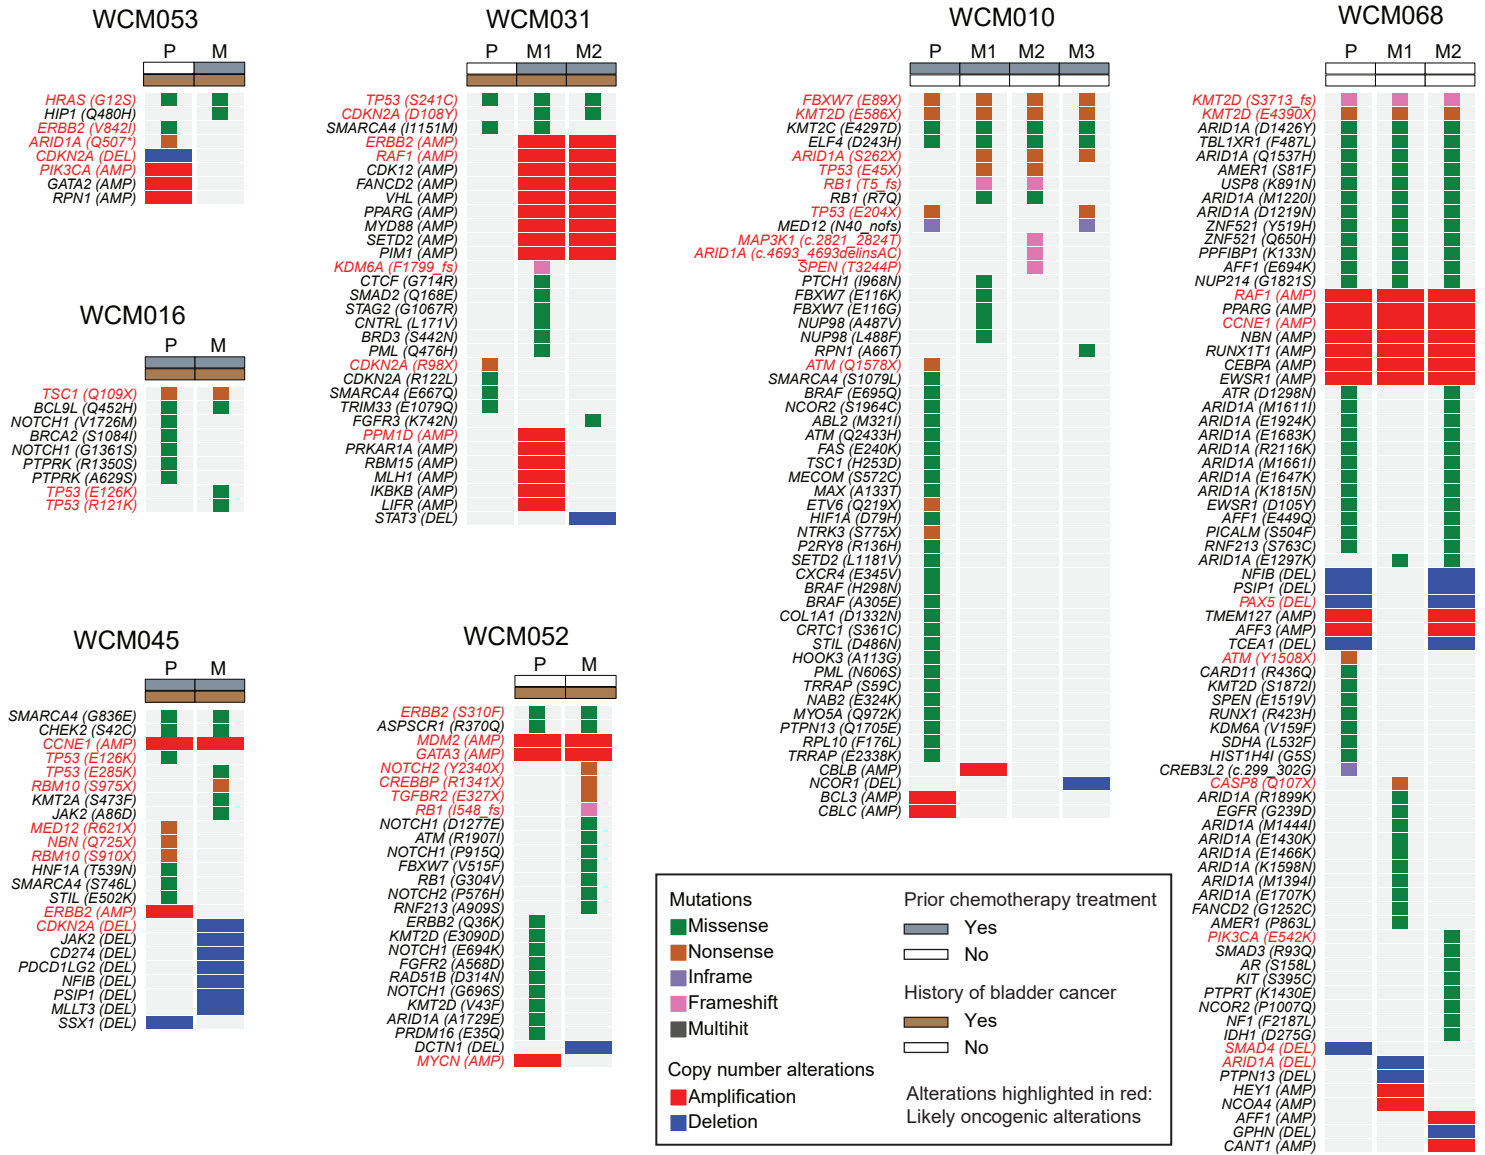 WCM053
P M
HRAS (G12S)
HIP1 (Q480H)
ERBB2 (V842I)
ARID1A (Q507*)
CDKN2A (DEL)
PIK3CA (AMP)
GATA2 (AMP)
RPN1 (AMP)
WCM016
P M
TSC1 (Q109X)
BCL9L (Q452H)
NOTCH1 (V1726M)
BRCA2 (S1084I)
NOTCH1 (G1361S)
PTPRK (R1350S)
PTPRK (A629S)
TP53 (E126K)
TP53 (R121K)
WCM045
P M
SMARCA4 (G836E)
CHEK2 (S42C)
CCNE1 (AMP)
TP53 (E126K)
TP53 (E285K)
RBM10 (S975X)
KMT2A (S473F)
JAK2 (A86D)
MED12 (R621X)
NBN (Q725X)
RBM10 (S910X)
HNF1A (T539N)
SMARCA4 (S746L)
STIL (E502K)
ERBB2 (AMP)
CDKN2A (DEL)
JAK2 (DEL)
CD274 (DEL)
PDCD1LG2 (DEL)
NFIB (DEL)
PSIP1 (DEL)
MLLT3 (DEL)
SSX1 (DEL)
WCM031
P M1 M2
TP53 (S241C)
CDKN2A (D108Y)
SMARCA4 (I1151M)
ERBB2 (AMP)
RAF1 (AMP)
CDK12 (AMP)
FANCD2 (AMP)
VHL (AMP)
PPARG (AMP)
MYD88 (AMP)
SETD2 (AMP)
PIM1 (AMP)
KDM6A (F1799_fs)
CTCF (G714R)
SMAD2 (Q168E)
STAG2 (G1067R)
CNTRL (L171V)
BRD3 (S442N)
PML (Q476H)
CDKN2A (R98X)
CDKN2A (R122L)
SMARCA4 (E667Q)
TRIM33 (E1079Q)
FGFR3 (K742N)
PPM1D (AMP)
PRKAR1A (AMP)
RBM15 (AMP)
MLH1 (AMP)
IKBKB (AMP)
LIFR (AMP)
STAT3 (DEL)
WCM052
P M
ERBB2 (S310F)
ASPSCR1 (R370Q)
MDM2 (AMP)
GATA3 (AMP)
NOTCH2 (Y2340X)
CREBBP (R1341X)
TGFBR2 (E327X)
RB1 (I548_fs)
NOTCH1 (D1277E)
ATM (R1907I)
NOTCH1 (P915Q)
FBXW7 (V515F)
RB1 (G304V)
NOTCH2 (P576H)
RNF213 (A909S)
ERBB2 (Q36K)
KMT2D (E3090D)
NOTCH1 (E694K)
FGFR2 (A568D)
RAD51B (D314N)
NOTCH1 (G696S)
KMT2D (V43F)
ARID1A (A1729E)
PRDM16 (E35Q)
DCTN1 (DEL)
MYCN (AMP)
WCM010
P M1 M2 M3
FBXW7 (E89X)
KMT2D (E586X)
KMT2C (E4297D)
ELF4 (D243H)
ARID1A (S262X)
TP53 (E45X)
RB1 (T5_fs)
RB1 (R7Q)
TP53 (E204X)
MED12 (N40_nofs)
MAP3K1 (c.2821_2824T)
ARID1A (c.4693_4693delinsAC)
SPEN (T3244P)
PTCH1 (I968N)
FBXW7 (E116K)
FBXW7 (E116G)
NUP98 (A487V)
NUP98 (L488F)
RPN1 (A66T)
ATM (Q1578X)
SMARCA4 (S1079L)
BRAF (E695Q)
NCOR2 (S1964C)
ABL2 (M321I)
ATM (Q2433H)
FAS (E240K)
TSC1 (H253D)
MECOM (S572C)
MAX (A133T)
ETV6 (Q219X)
HIF1A (D79H)
NTRK3 (S775X)
P2RY8 (R136H)
SETD2 (L1181V)
CXCR4 (E345V)
BRAF (H298N)
BRAF (A305E)
COL1A1 (D1332N)
CRTC1 (S361C)
STIL (D486N)
HOOK3 (A113G)
PML (N606S)
TRRAP (S59C)
NAB2 (E324K)
MYO5A (Q972K)
PTPN13 (Q1705E)
RPL10 (F176L)
TRRAP (E2338K)
CBLB (AMP)
NCOR1 (DEL)
BCL3 (AMP)
CBLC (AMP)
WCM068
P M1 M2
KMT2D (S3713_fs)
KMT2D (E4390X)
ARID1A (D1426Y)
TBL1XR1 (F487L)
ARID1A (Q1537H)
AMER1 (S81F)
USP8 (K891N)
ARID1A (M1220I)
ARID1A (D1219N)
ZNF521 (Y519H)
ZNF521 (Q650H)
PPFIBP1 (K133N)
AFF1 (E694K)
NUP214 (G1821S)
RAF1 (AMP)
PPARG (AMP)
CCNE1 (AMP)
NBN (AMP)
RUNX1T1 (AMP)
CEBPA (AMP)
EWSR1 (AMP)
ATR (D1298N)
ARID1A (M1611I)
ARID1A (E1924K)
ARID1A (E1683K)
ARID1A (R2116K)
ARID1A (M1661I)
ARID1A (E1647K)
ARID1A (K1815N)
EWSR1 (D105Y)
AFF1 (E449Q)
PICALM (S504F)
RNF213 (S763C)
ARID1A (E1297K)
NFIB (DEL)
PSIP1 (DEL)
PAX5 (DEL)
TMEM127 (AMP)
AFF3 (AMP)
TCEA1 (DEL)
ATM (Y1508X)
CARD11 (R436Q)
KMT2D (S1872I)
SPEN (E1519V)
RUNX1 (R423H)
KDM6A (V159F)
SDHA (L532F)
HIST1H4I (G5S)
CREB3L2 (c.299_302G)
CASP8 (Q107X)
ARID1A (R1899K)
EGFR (G239D)
ARID1A (M1444I)
ARID1A (E1430K)
ARID1A (E1466K)
ARID1A (K1598N)
ARID1A (M1394I)
ARID1A (E1707K)
FANCD2 (G1252C)
AMER1 (P863L)
PIK3CA (E542K)
SMAD3 (R93Q)
AR (S158L)
KIT (S395C)
PTPRT (K1430E)
NCOR2 (P1007Q)
NF1 (F2187L)
IDH1 (D275G)
SMAD4 (DEL)
ARID1A (DEL)
PTPN13 (DEL)
HEY1 (AMP)
NCOA4 (AMP)
AFF1 (AMP)
GPHN (DEL)
CANT1 (AMP)
Mutations
Missense
Nonsense
Inframe
Frameshift
Multihit
Copy number alterations
Amplification
Deletion
Prior chemotherapy treatment
Yes
No
History of bladder cancer
Yes
No
Alterations highlighted in red:
Likely oncogenic alterations